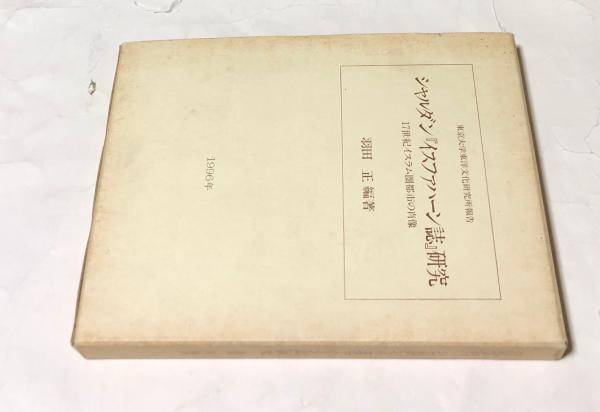 東京大学東洋文化研究所報告
シャルダン『イスファハーン誌』研究
17世紀イスラム圏都市の肖像
羽田 正 編著
1996年